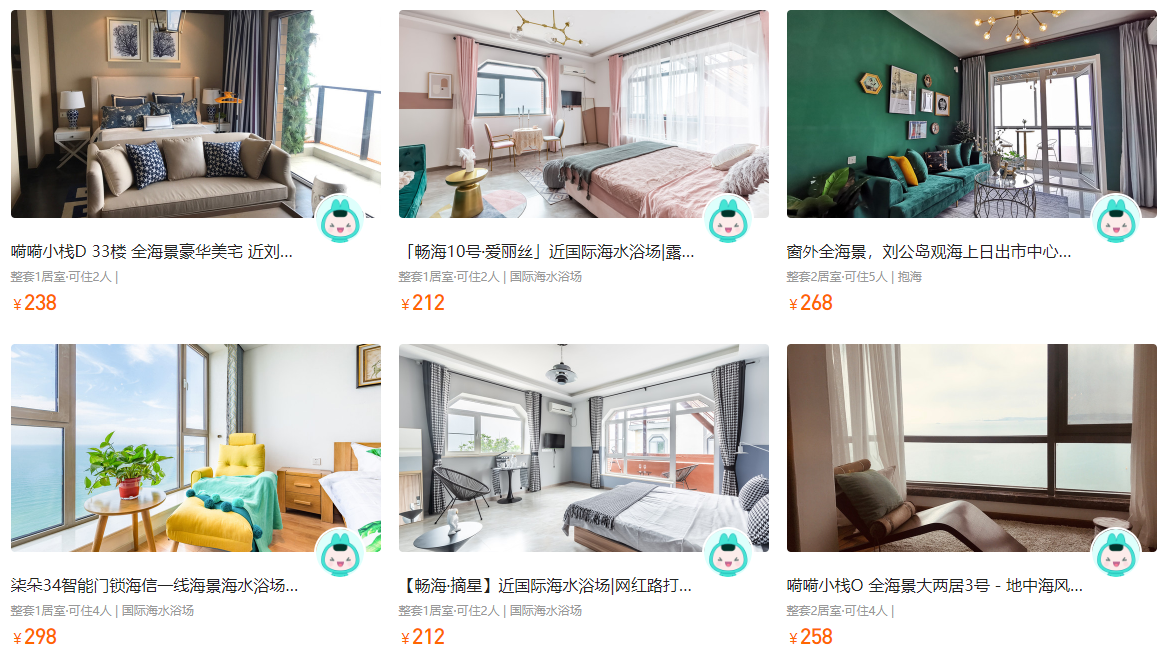 嗬嗬小栈D 33楼 全海景豪华美宅 近刘...
整套1居室·可住2人 |
¥238
「畅海10号·爱丽丝」近国际海水浴场|露...
整套1居室·可住2人 | 国际海水浴场
¥212
窗外全海景，刘公岛观海上日出市中心...
整套2居室·可住5人 | 抱海
¥268
柒朵34智能门锁海信一线海景海水浴场...
整套1居室·可住4人 | 国际海水浴场
¥298
【畅海·摘星】近国际海水浴场|网红路打...
整套1居室·可住2人 | 国际海水浴场
¥212
嗬嗬小栈O 全海景大两居3号 - 地中海风...
整套2居室·可住4人 |
¥258